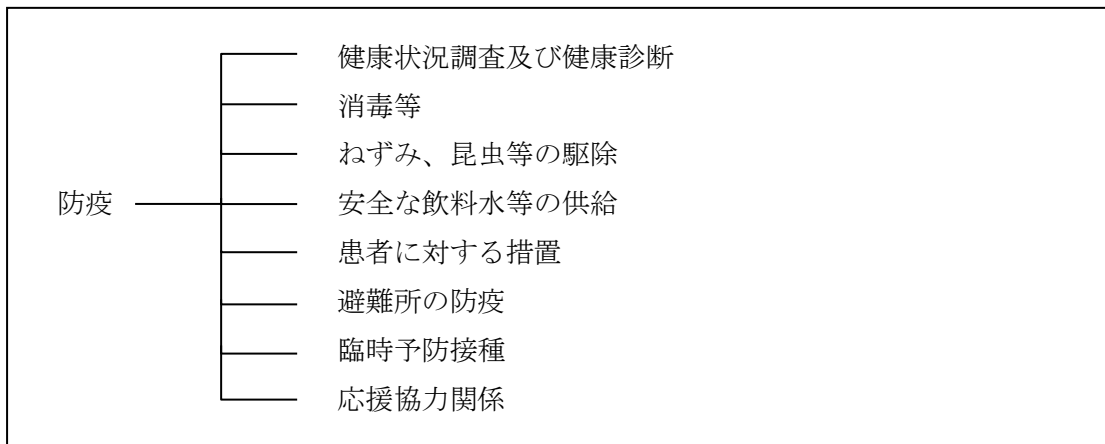 健康状況調査及び健康診断
消毒等
ねずみ、昆虫等の駆除
防疫
安全な飲料水等の供給
患者に対する措置
避難所の防疫
臨時予防接種
応援協力関係